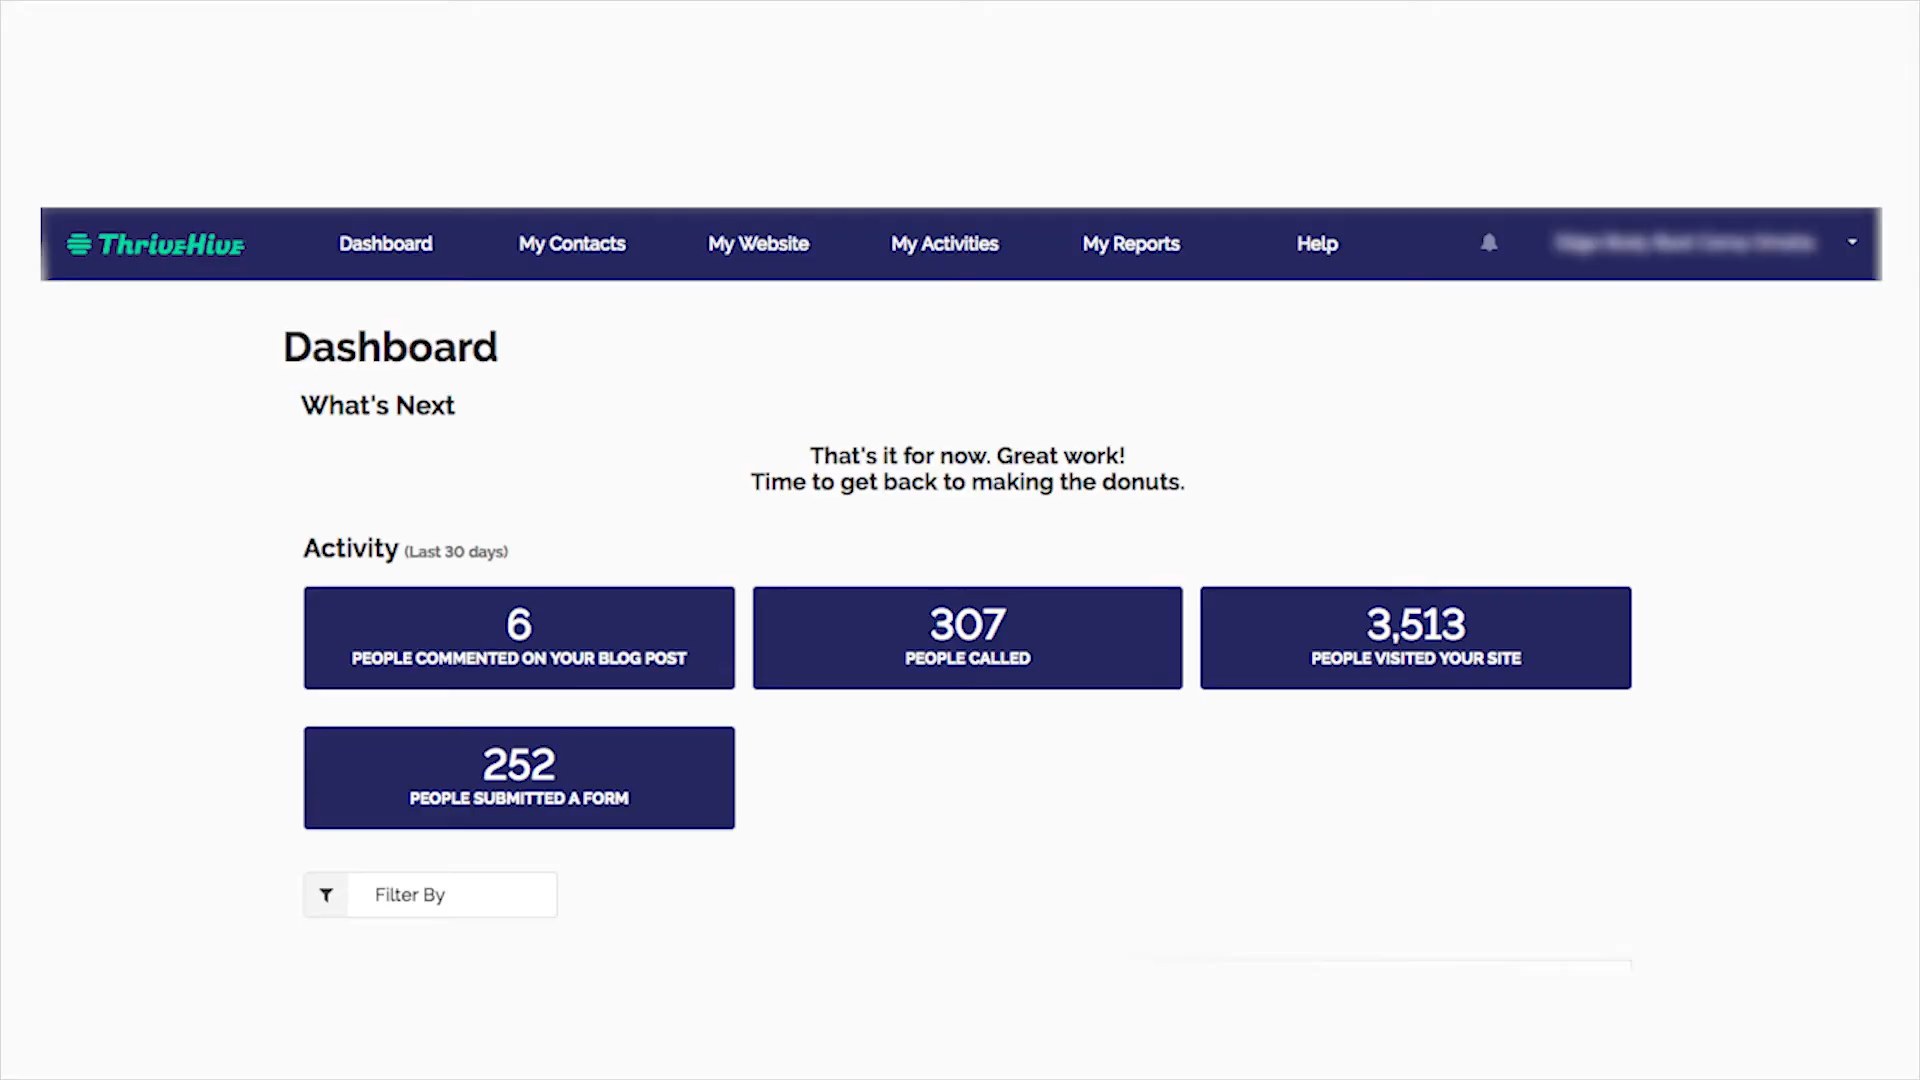 ThriveHive
Dashboard
My Contacts
My Website
My Activities
My Reports
Help
Dashboard
What's Next
That's it for now. Great work!
Time to get back to making the donuts.
Activity (Last 30 days)
6
PEOPLE COMMENTED ON YOUR BLOG POST
307
PEOPLE CALLED
3,513
PEOPLE VISITED YOUR SITE
252
PEOPLE SUBMITTED A FORM
Filter By